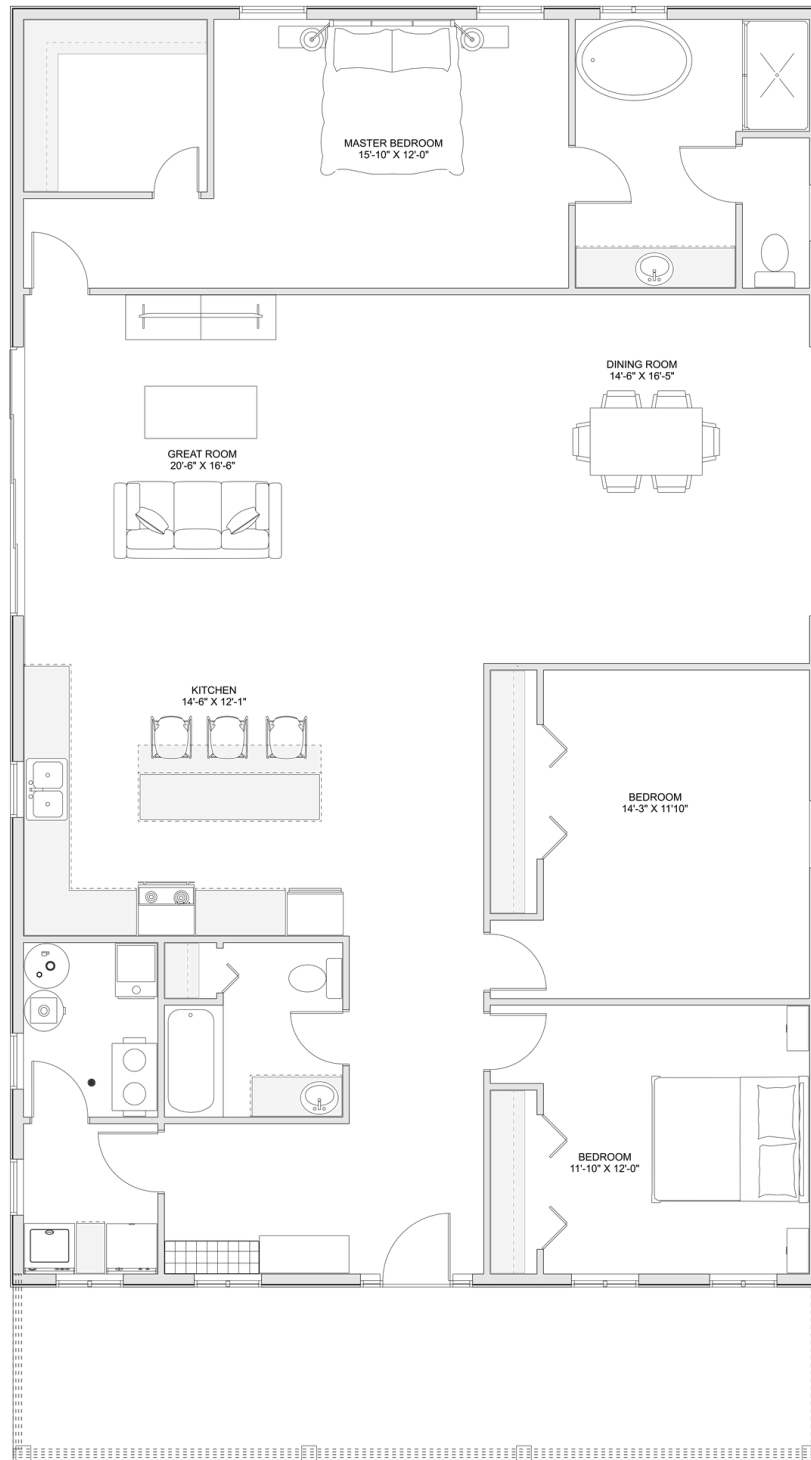 MASTER BEDROOM
15'-10" X 12'-0"
DINING ROOM
14'-6" X 16'-5"
GREAT ROOM
20'-6" X 16'-6"
KITCHEN
14'-6" X 12'-1"
BEDROOM
14'-3" X 11'10"
BEDROOM
11'-10" X 12'-0"